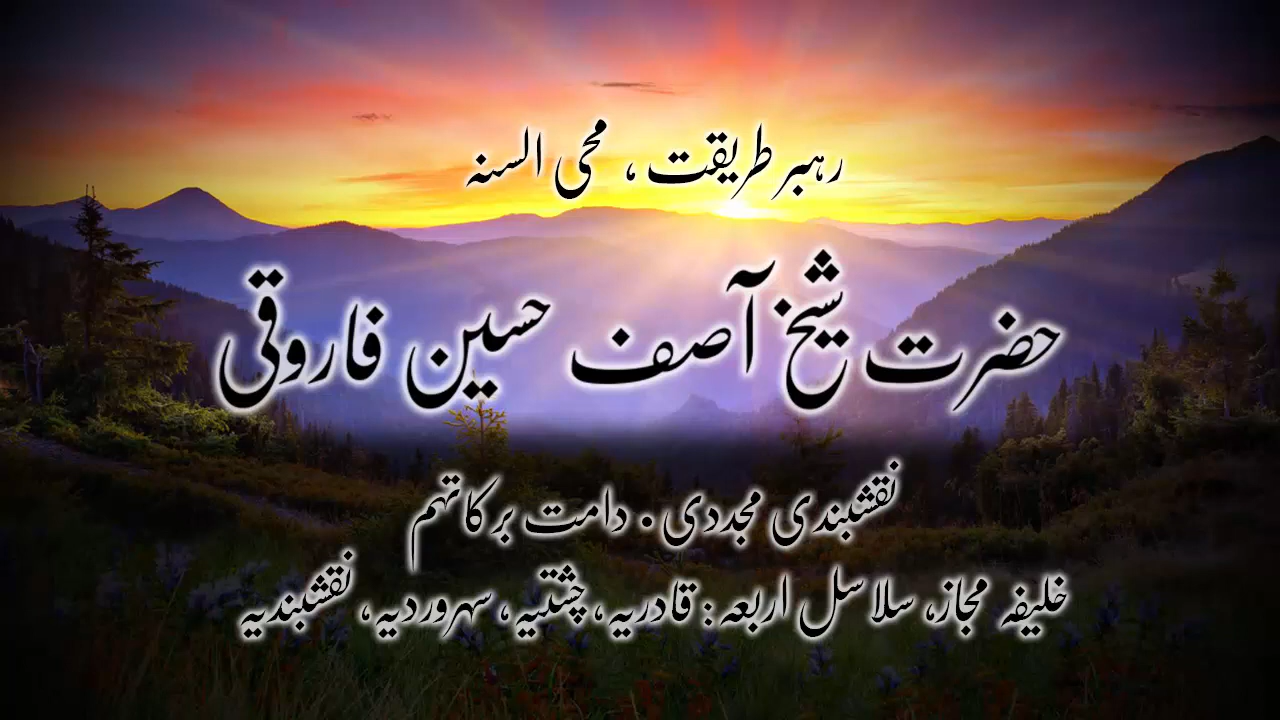 رہبر طریقت ، محی السنہ
حضرت شیخ آصف حسین فاروقی
نقشبندی مجددی . دامت برکاتہم
خلیفہ مجاز، سلاسل اربعہ : قادریہ، چشتیہ، سہروردیہ، نقشبندیہ